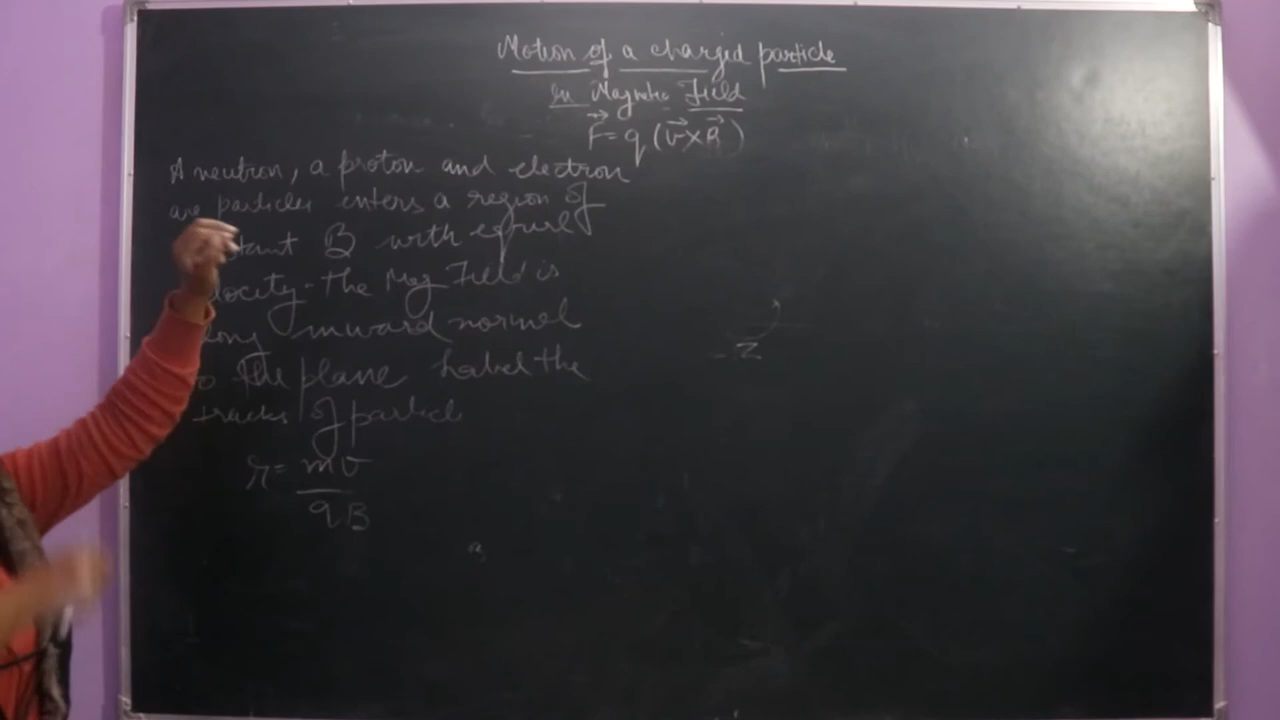 Motion of a charged particle
In Magnetic Field
F = q (v×B)
A neutron, a proton and electron
are particles enters a region of
B with equal
The Mag Field is
inward normal
the plane Label the
tracks of particle
r = mv
qB
- Z
B